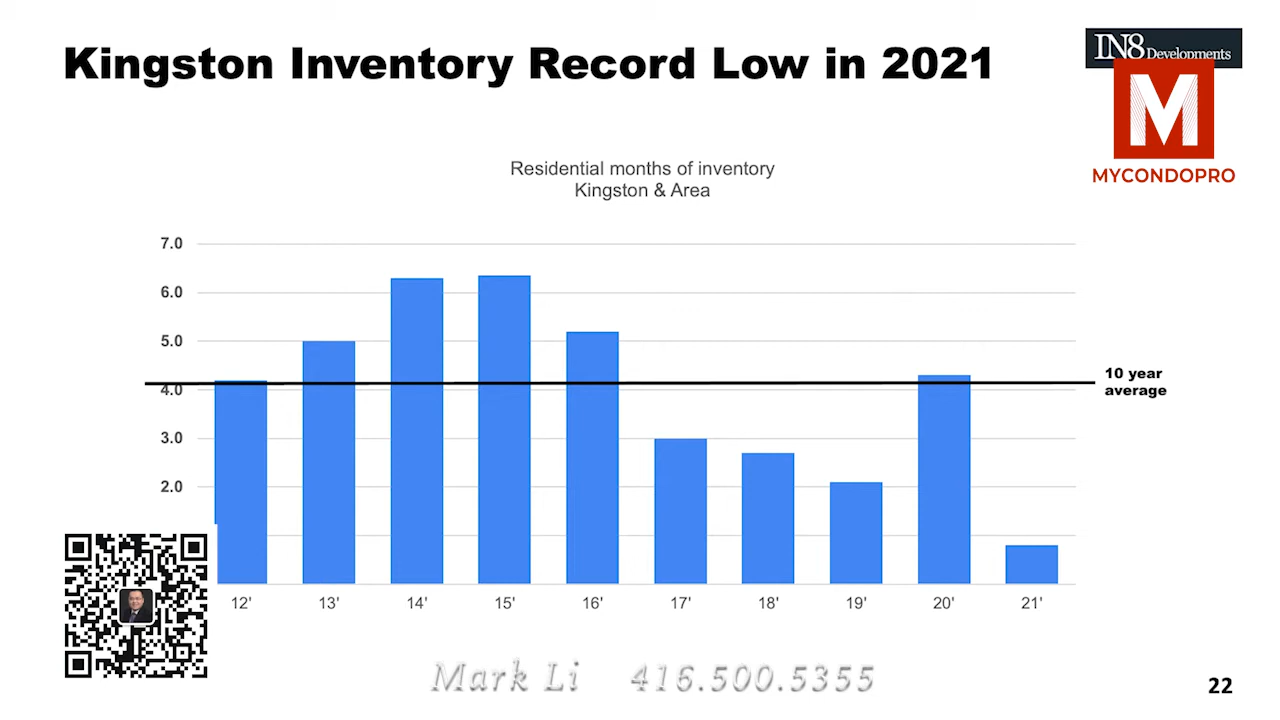 Kingston Inventory Record Low in 2021
IN8 Developments
M
MYCONDOPRO
Residential months of inventory
Kingston & Area
7.0
6.0
5.0
4.0
3.0
2.0
10 year
average
12' 13' 14' 15' 16' 17' 18' 19' 20' 21'
Mark Li 416.500.5355
22